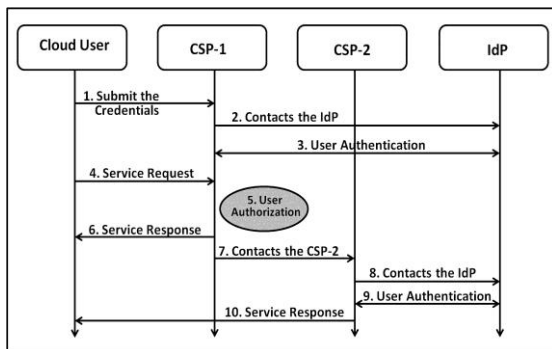 Cloud User
CSP-1
CSP-2
IdP
1. Submit the
Credentials
2. Contacts the IdP
3. User Authentication
4. Service Request
5. User
Authorization
6. Service Response
7. Contacts the CSP-2
8. Contacts the IdP
9. User Authentication
10. Service Response